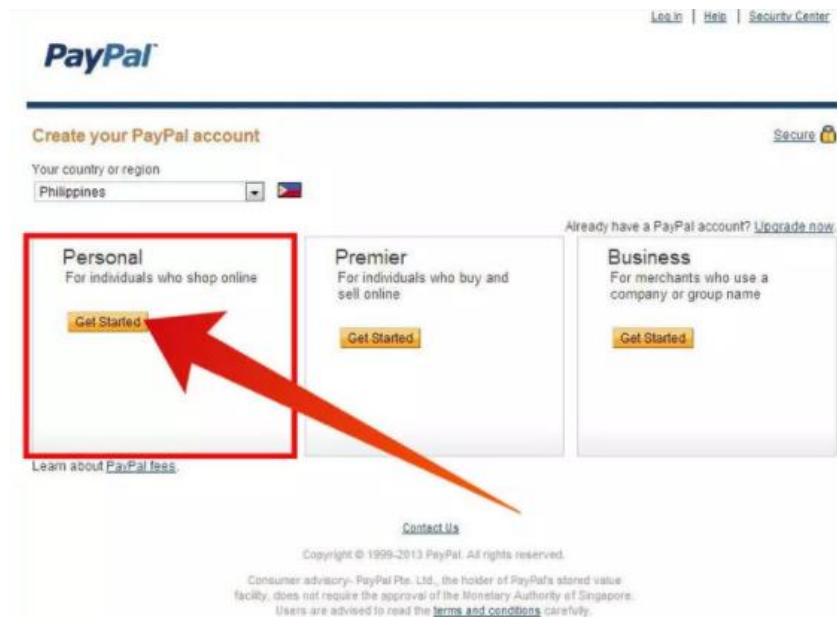 Log In | Help | Security Center
PayPal
Create your PayPal account
Secure
Your country or region
Philippines
Already have a PayPal account? Upgrade now.
Personal
For individuals who shop online
Get Started
Premier
For individuals who buy and
sell online
Get Started
Business
For merchants who use a
company or group name
Get Started
Learn about PayPal fees.
Contact Us
Copyright © 1999-2013 PayPal. All rights reserved.
Consumer advisory- PayPal Pte. Ltd., the holder of PayPal's stored value
facility, does not require the approval of the Monetary Authority of Singapore.
Users are advised to read the terms and conditions carefully.